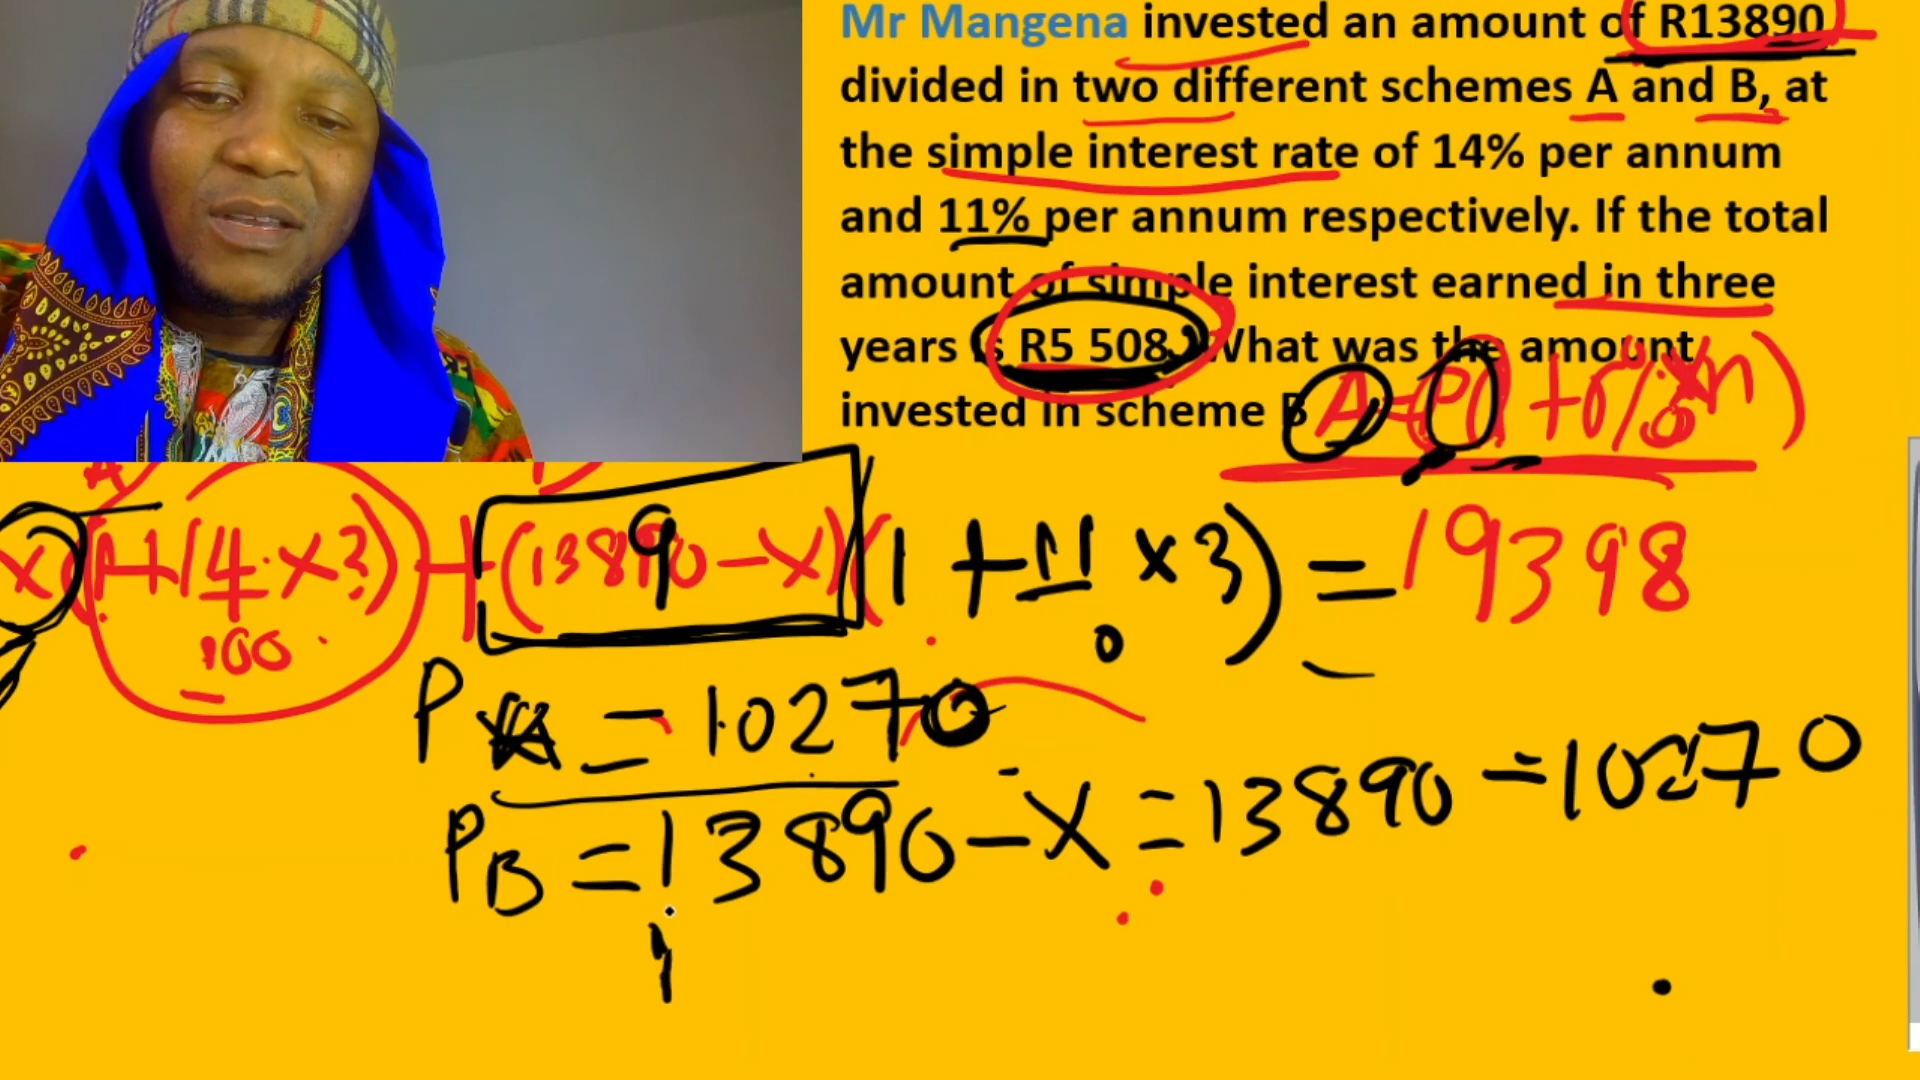 Mr Mangena invested an amount of R13890
divided in two different schemes A and B, at
the simple interest rate of 14% per annum
and 11% per annum respectively. If the total
amount of simple interest earned in three
years is R5 508. What was the amount
invested in scheme B
A=P(1+r/100×n)
x(1+14/100×3)+(13890-x)(1+11/100×3)=19398
P = 10270
PB=13890-x=13890-10270